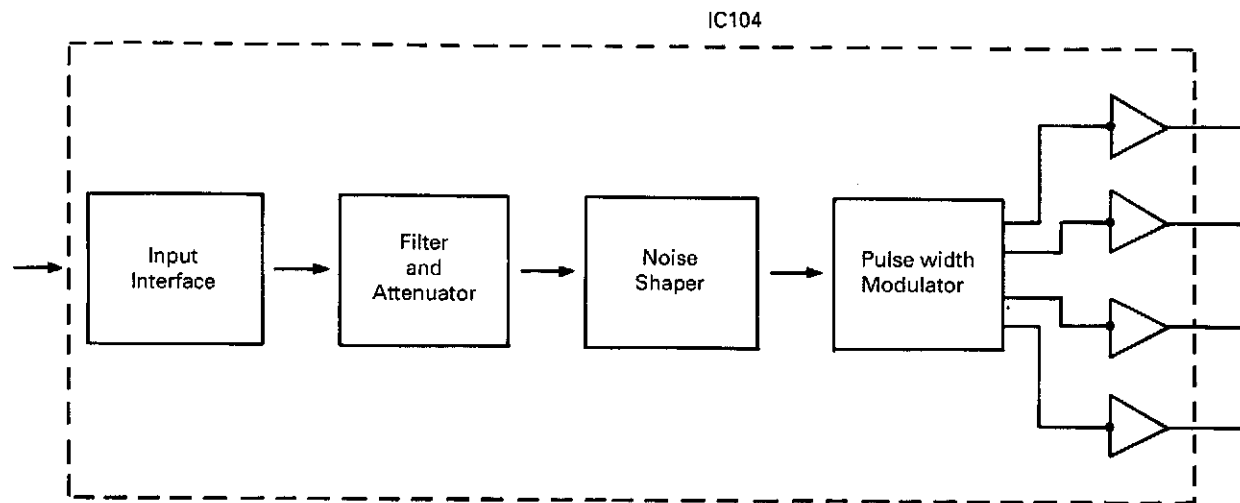 IC104
Input
Interface
Filter
and
Attenuator
Noise
Shaper
Pulse width
Modulator